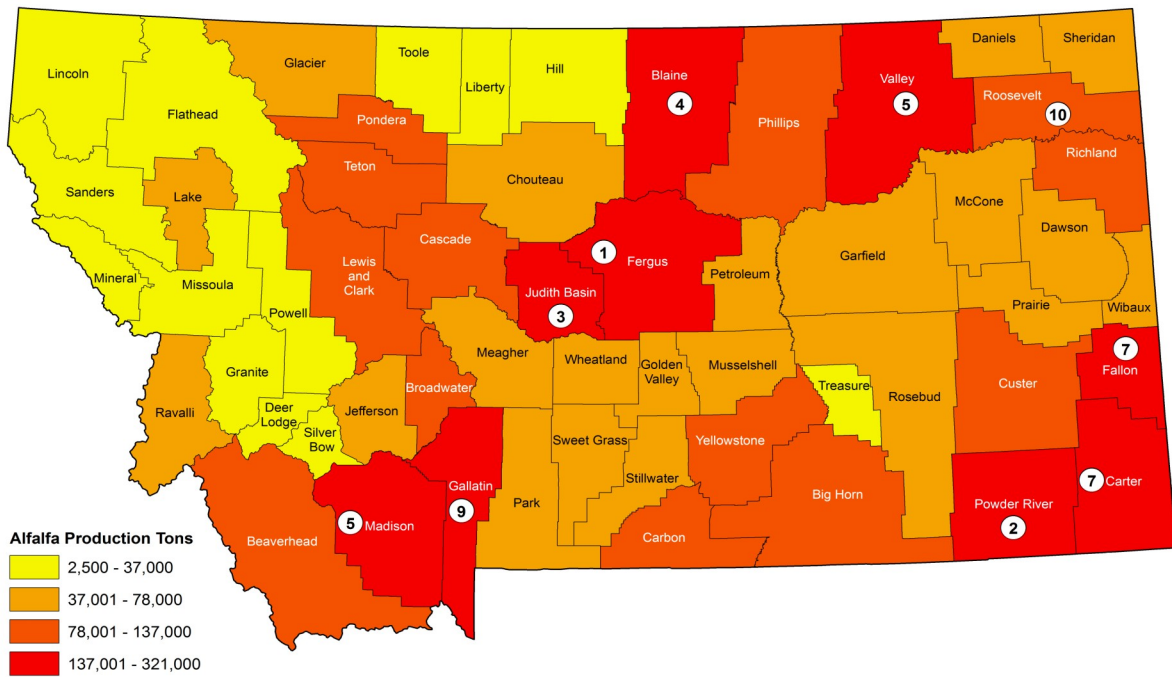 Lincoln
Flathead
Glacier
Toole
Liberty
Hill
Blaine
4
Phillips
Valley
5
Daniels
Sheridan
Roosevelt
10
Pondera
Teton
Chouteau
Richland
Sanders
Lake
McCone
Dawson
Cascade
1
Fergus
Petroleum
Garfield
Mineral
Missoula
Lewis
and
Clark
Judith Basin
3
Powell
Prairie
Wibaux
Meagher
Wheatland
Golden
Valley
Musselshell
7
Fallon
Granite
Broadwater
Treasure
Custer
Ravalli
Deer
Lodge
Jefferson
Rosebud
Silver
Bow
Sweet Grass
Yellowstone
Stillwater
Gallatin
9
Park
Big Horn
7
Carter
Powder River
2
5
Madison
Beaverhead
Carbon
Alfalfa Production Tons
2,500 - 37,000
37,001 - 78,000
78,001 - 137,000
137,001 - 321,000